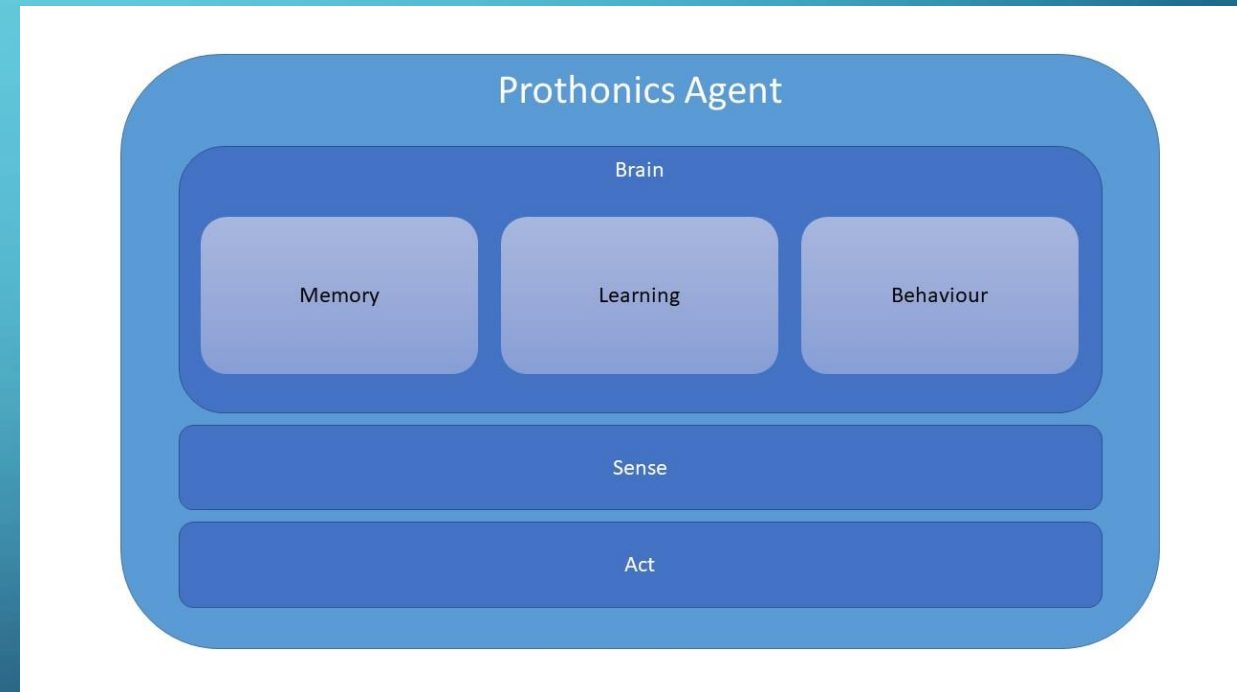 Prothonics Agent
Brain
Memory
Learning
Behaviour
Sense
Act